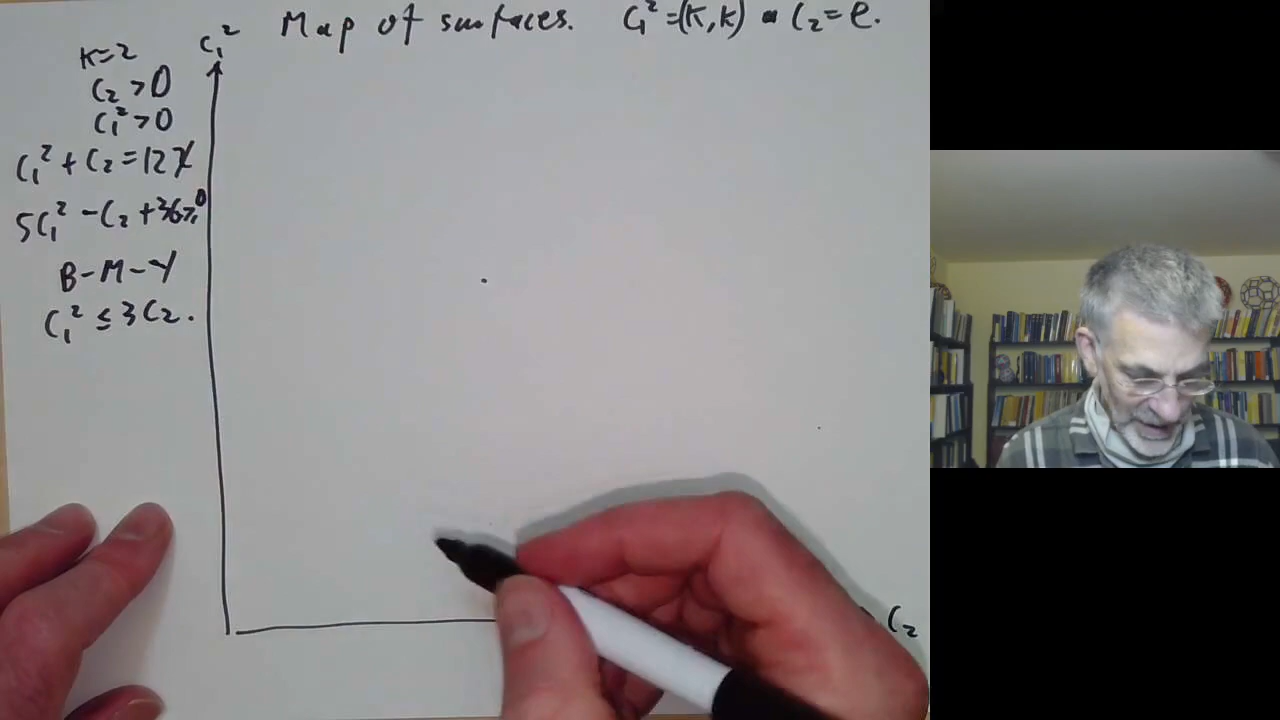 Map of surfaces. C₁² = (K, K) C₂ = e.
C₁²
K=2
C₂ > 0
C₁² > 0
C₁² + C₂ = 12χ
5C₁² - C₂ + 36 ≥ 0
B-M-Y
C₁² ≤ 3C₂.
C₂